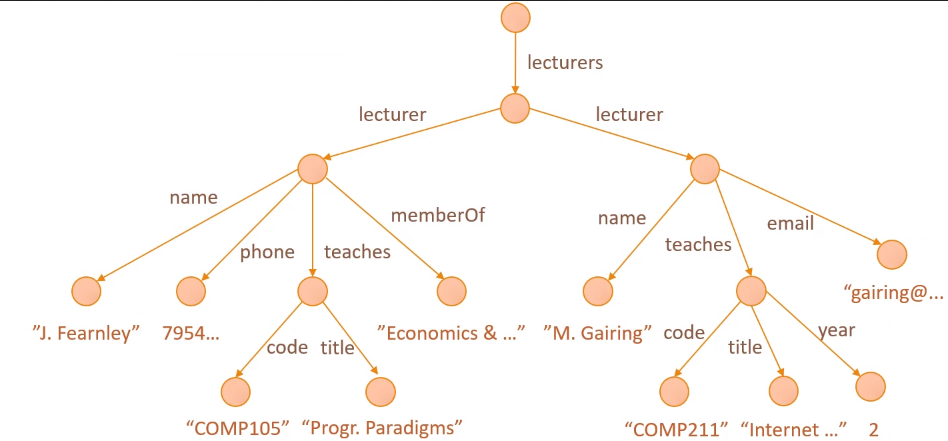 lecturers
lecturer lecturer
name phone teaches memberOf name teaches email
”J. Fearnley” 7954... ”Economics & ...” ”M. Gairing” “gairing@...
code title code title year
“COMP105” “Progr. Paradigms” “COMP211” “Internet ...” 2